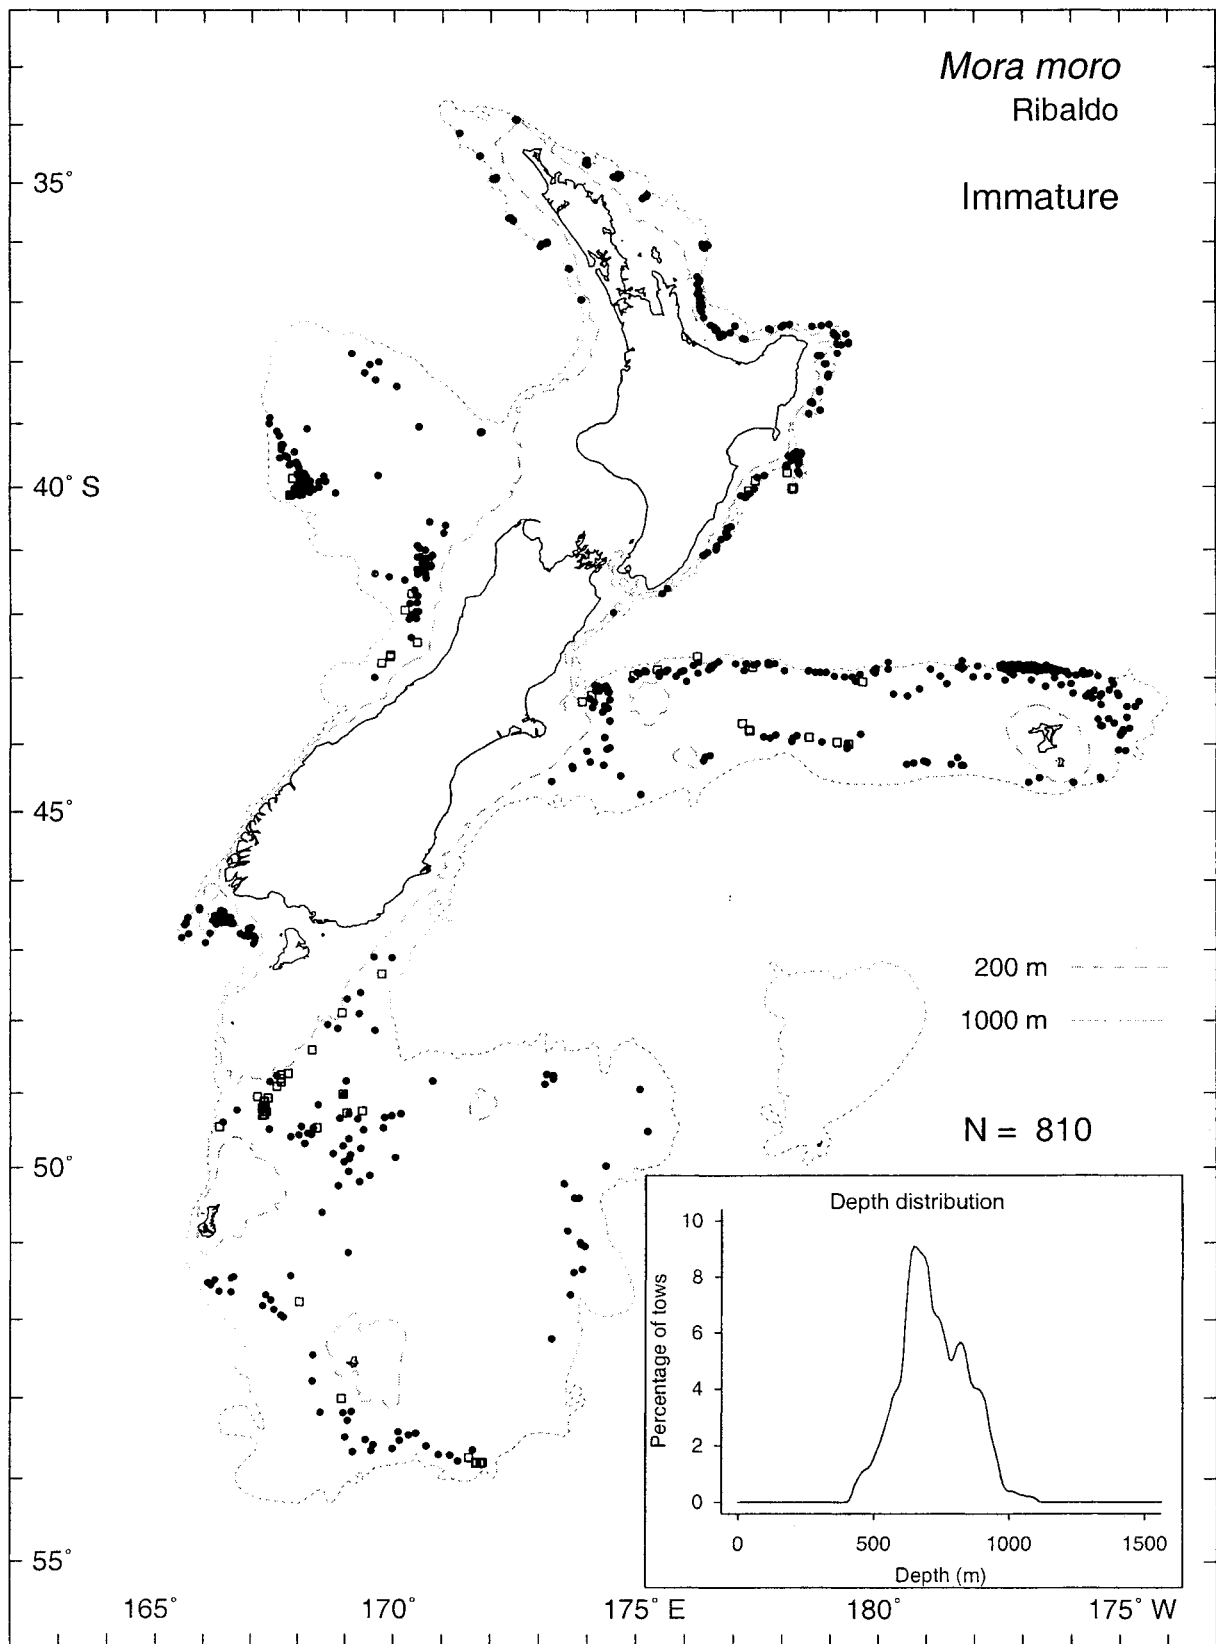 Mora moro
Ribaldo
Immature
35°
40° S
45°
200 m
1000 m
N = 810
50°
Depth distribution
10
8
6
4
2
0
Percentage of tows
0 500 1000 1500
Depth (m)
55°
165° 170° 175° E 180° 175° W